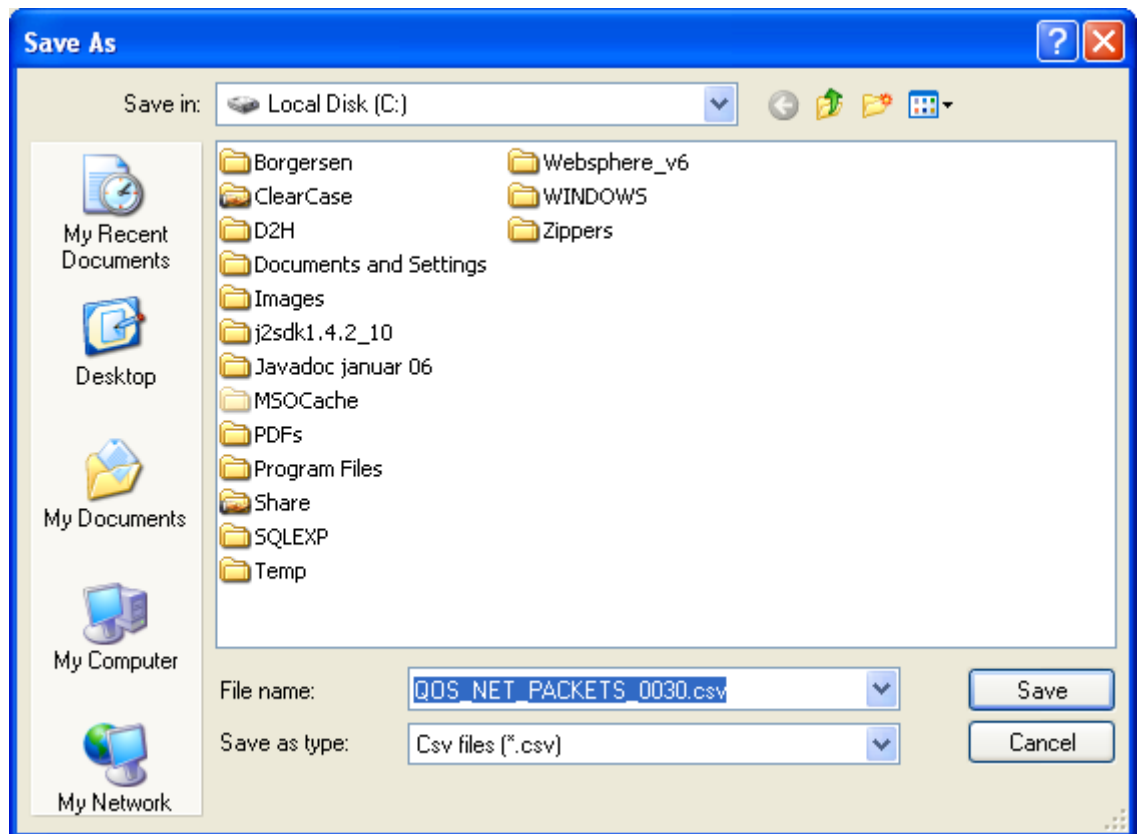 Save As
Save in:
Local Disk (C:)
My Recent
Documents
Desktop
My Documents
My Computer
My Network
Borgersen
ClearCase
D2H
Documents and Settings
Images
j2sdk1.4.2_10
Javadoc januar 06
MSOCache
PDFs
Program Files
Share
SQLEXP
Temp
Websphere_v6
WINDOWS
Zippers
File name:
QOS_NET_PACKETS_0030.csv
Save
Save as type:
Csv files (*.csv)
Cancel